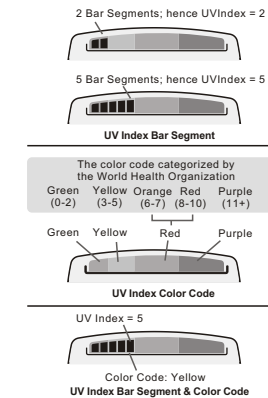 2 Bar Segments; hence UVIndex = 2
5 Bar Segments; hence UVIndex = 5
UV Index Bar Segment
The color code categorized by
the World Health Organization
Green Yellow Orange Red Purple
(0-2) (3-5) (6-7) (8-10) (11+)
Green Yellow Red Purple
UV Index Color Code
UV Index = 5
Color Code: Yellow
UV Index Bar Segment & Color Code